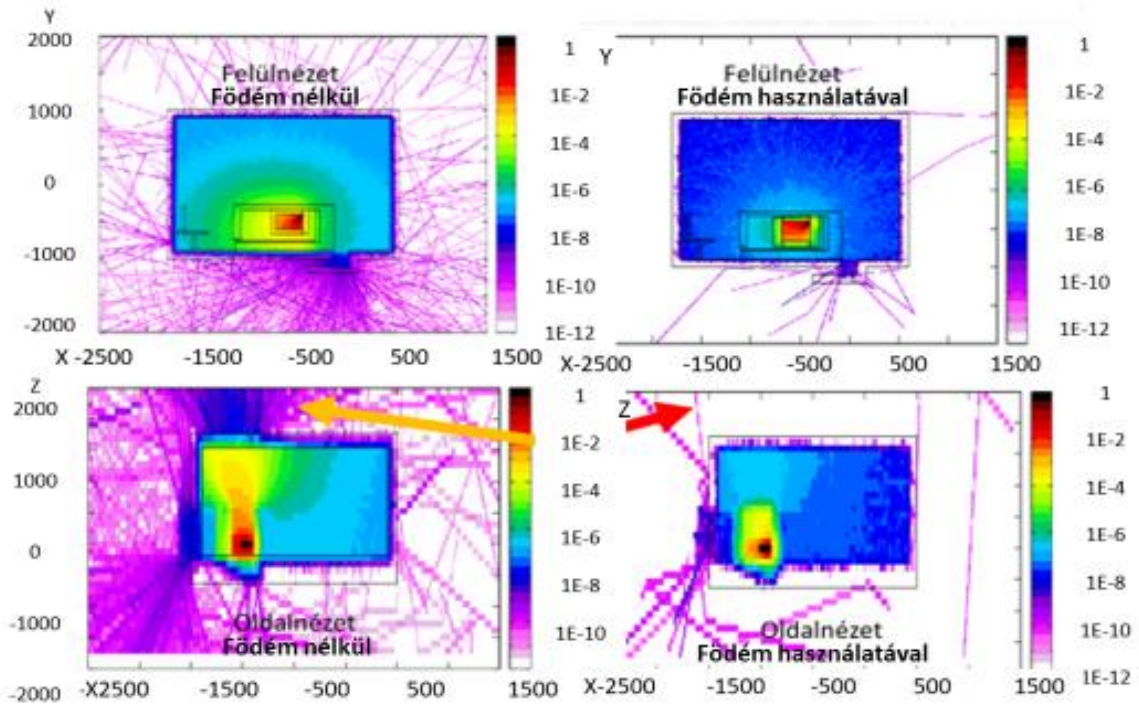 Y
2000
1000
0
-1000
-2000
Felülnézet
Födém nélkül
1
1E-2
1E-4
1E-6
1E-8
1E-10
1E-12
X -2500 -1500 -500 500 1500
Y
Felülnézet
Födém használatával
1
1E-2
1E-4
1E-6
1E-8
1E-10
1E-12
X-2500 -1500 -500 500 1500
Z
2000
1000
0
-1000
-2000
Oldalnézet
Födém nélkül
1
1E-2
1E-4
1E-6
1E-8
1E-10
-X2500 -1500 -500 500 1500
Z
Oldalnézet
Födém használatával
1
1E-2
1E-4
1E-6
1E-8
1E-10
1E-12
X-2500 -1500 -500 500 1500